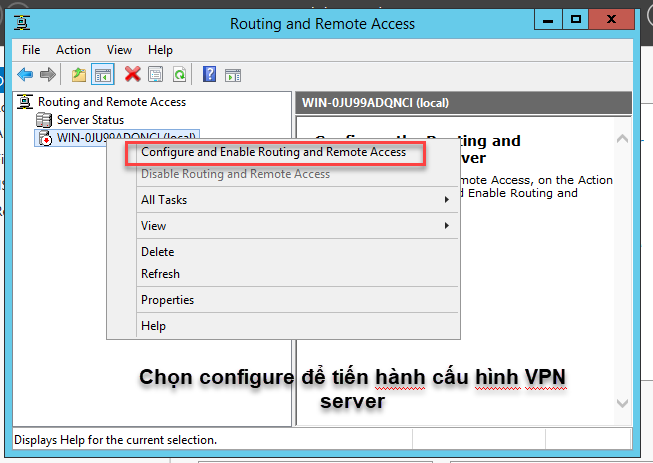 Routing and Remote Access
File Action View Help
Routing and Remote Access
Server Status
WIN-0JU99ADQNCI (local)
WIN-0JU99ADQNCI (local)
Configure and Enable Routing and Remote Access
Disable Routing and Remote Access
All Tasks
View
Delete
Refresh
Properties
Help
Routing and
rver
mote Access, on the Action
d Enable Routing and
Chọn configure để tiến hành cấu hình VPN
server
Displays Help for the current selection.